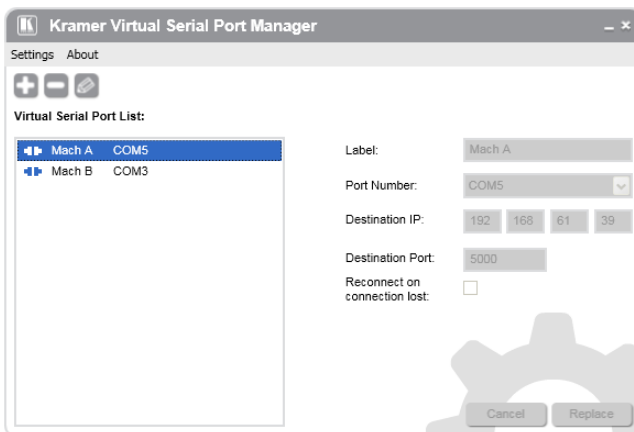 Kramer Virtual Serial Port Manager
Settings About
Virtual Serial Port List:
Mach A COM5
Mach B COM3
Label: Mach A
Port Number: COM5
Destination IP: 192 168 61 39
Destination Port: 5000
Reconnect on
connection lost:
Cancel Replace